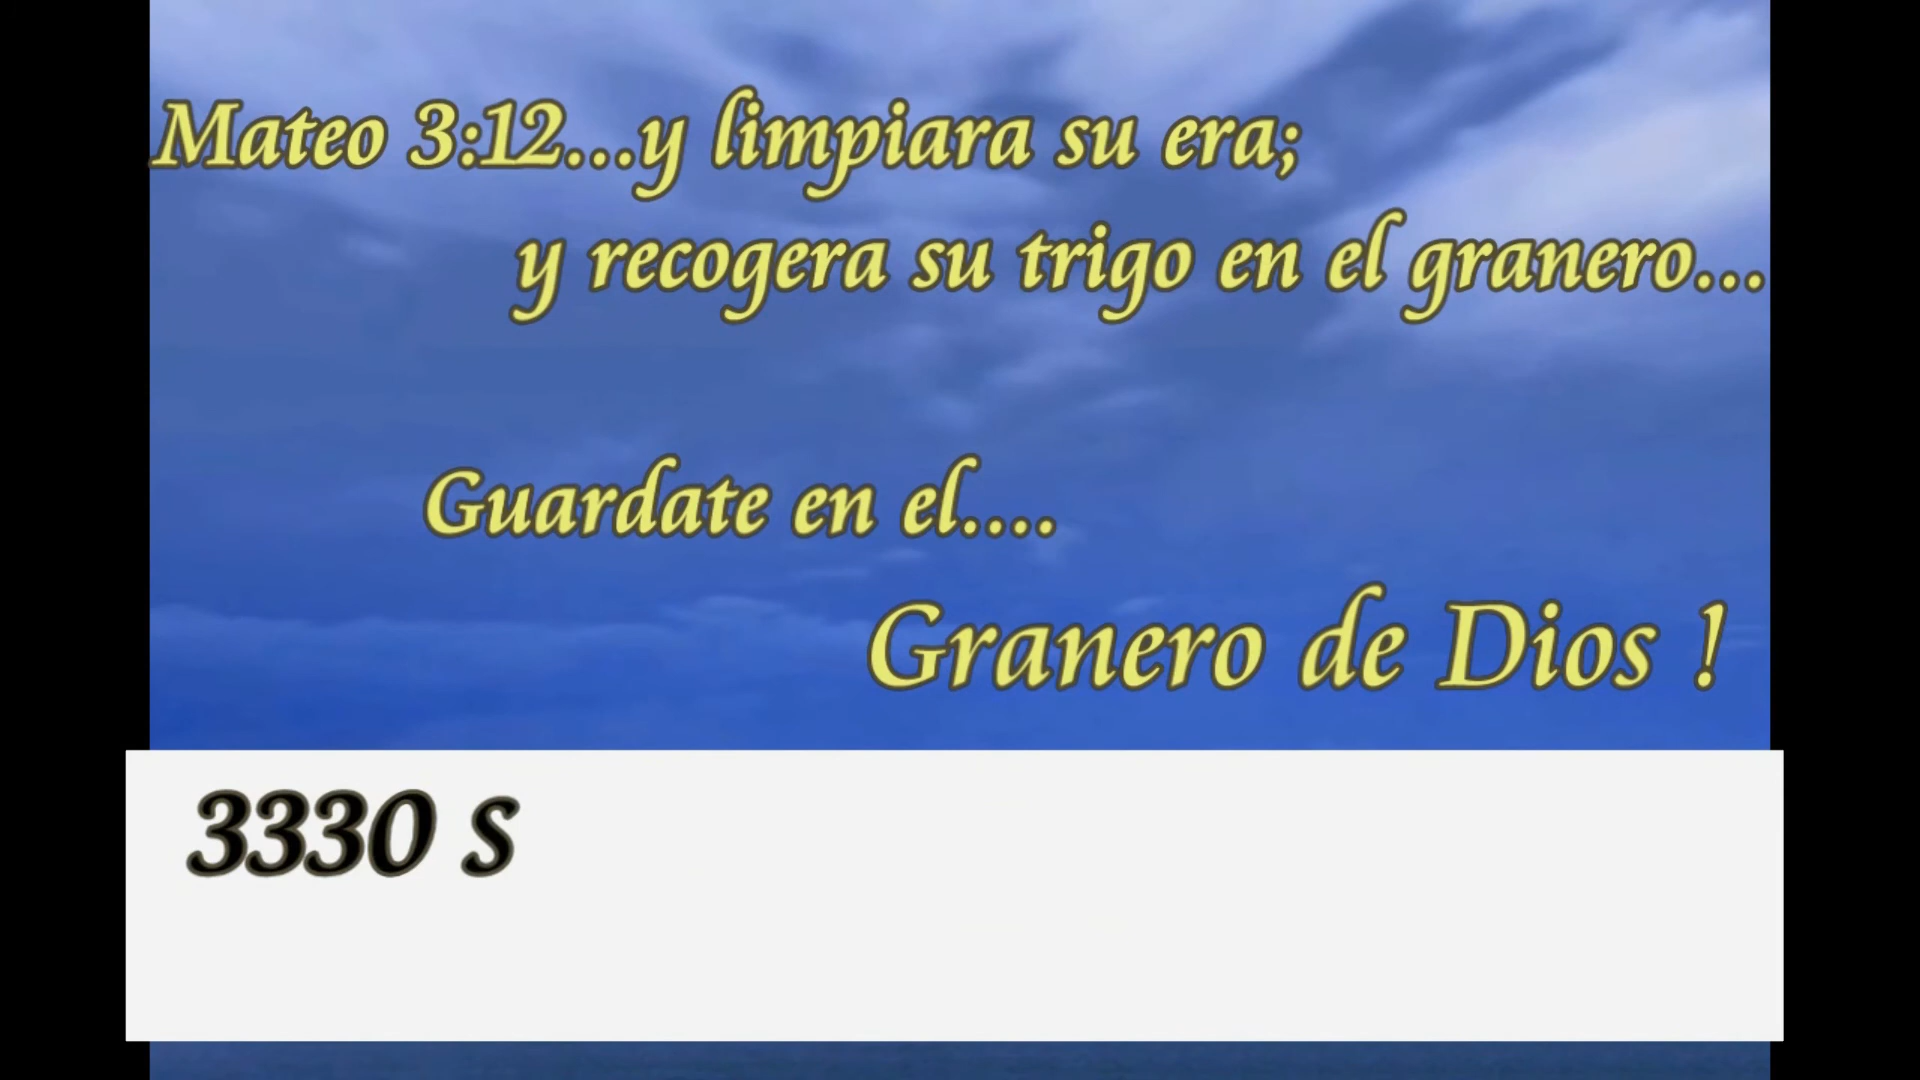 Mateo 3:12...y limpiara su era;
y recogera su trigo en el granero...
Guardate en el....
Granero de Dios !
3330 S